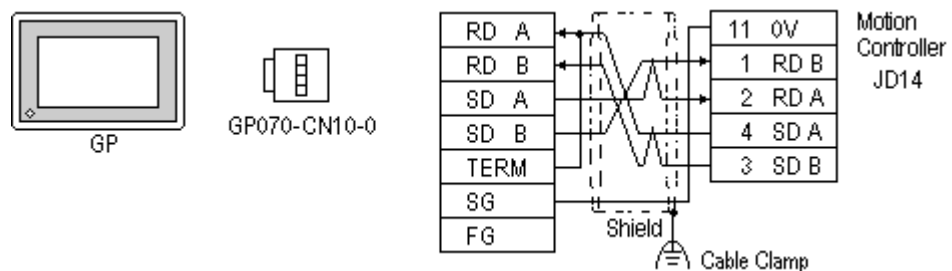 GP
GP070-CN10-0
RD A
RD B
SD A
SD B
TERM
SG
FG
Shield
Cable Clamp
11 0V
1 RD B
2 RD A
4 SD A
3 SD B
Motion
Controller
JD14